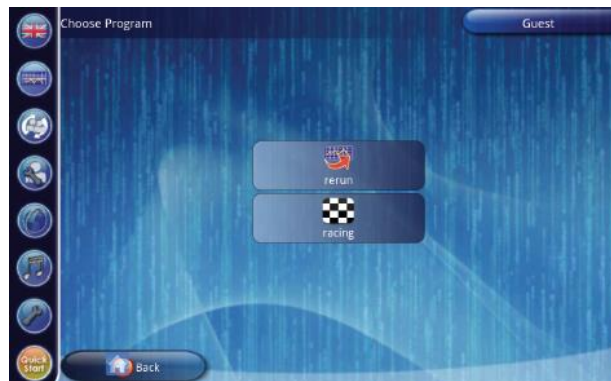 Choose Program
Guest
rerun
racing
Quick
Start
Back